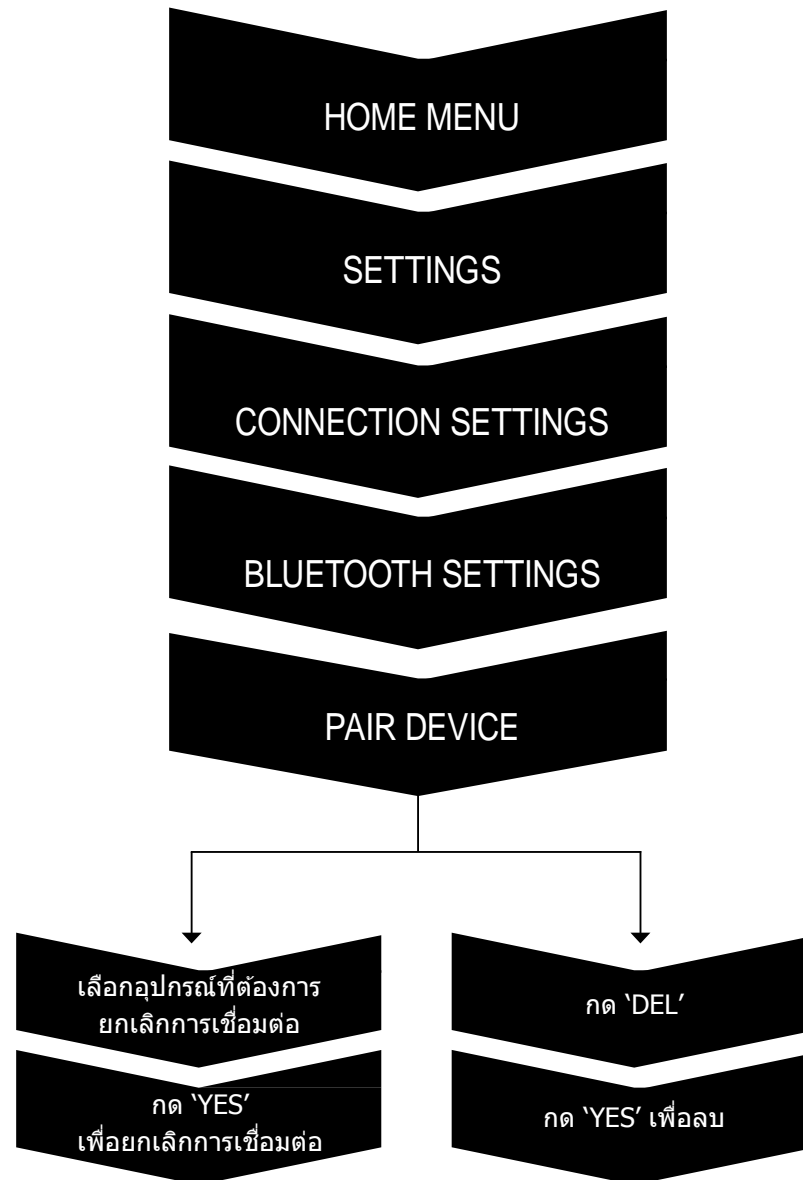 HOME MENU
SETTINGS
CONNECTION SETTINGS
BLUETOOTH SETTINGS
PAIR DEVICE
เลือกอุปกรณ์ที่ต้องการ
ยกเลิกการเชื่อมต่อ
กด ‘YES’
เพื่อยกเลิกการเชื่อมต่อ
กด ‘DEL’
กด ‘YES’ เพื่อลบ